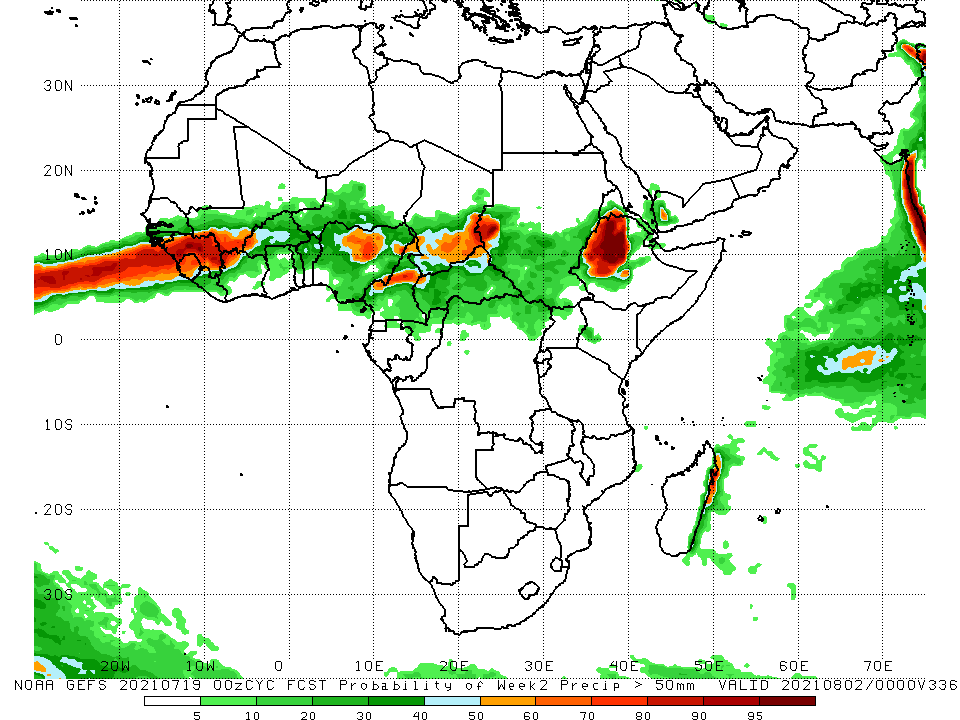 30N
20N
10N
0
10S
20S
30S
20W 10W 0 10E 20E 30E 40E 50E 60E 70E
NOAA GEFS 20210719 00zCYC FCST Probability of Week2 Precip > 50mm VALID 20210802/0000V336
5 10 20 30 40 50 60 70 80 90 95